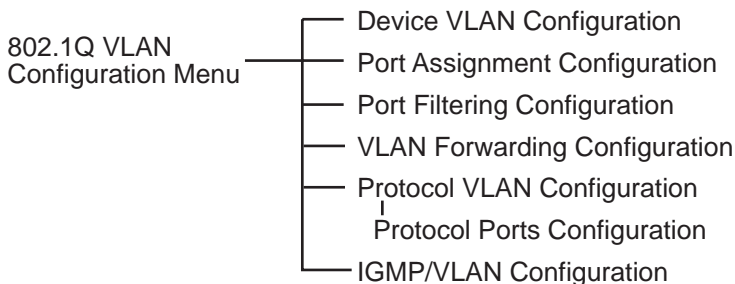 802.1Q VLAN
Configuration Menu
Device VLAN Configuration
Port Assignment Configuration
Port Filtering Configuration
VLAN Forwarding Configuration
Protocol VLAN Configuration
Protocol Ports Configuration
IGMP/VLAN Configuration